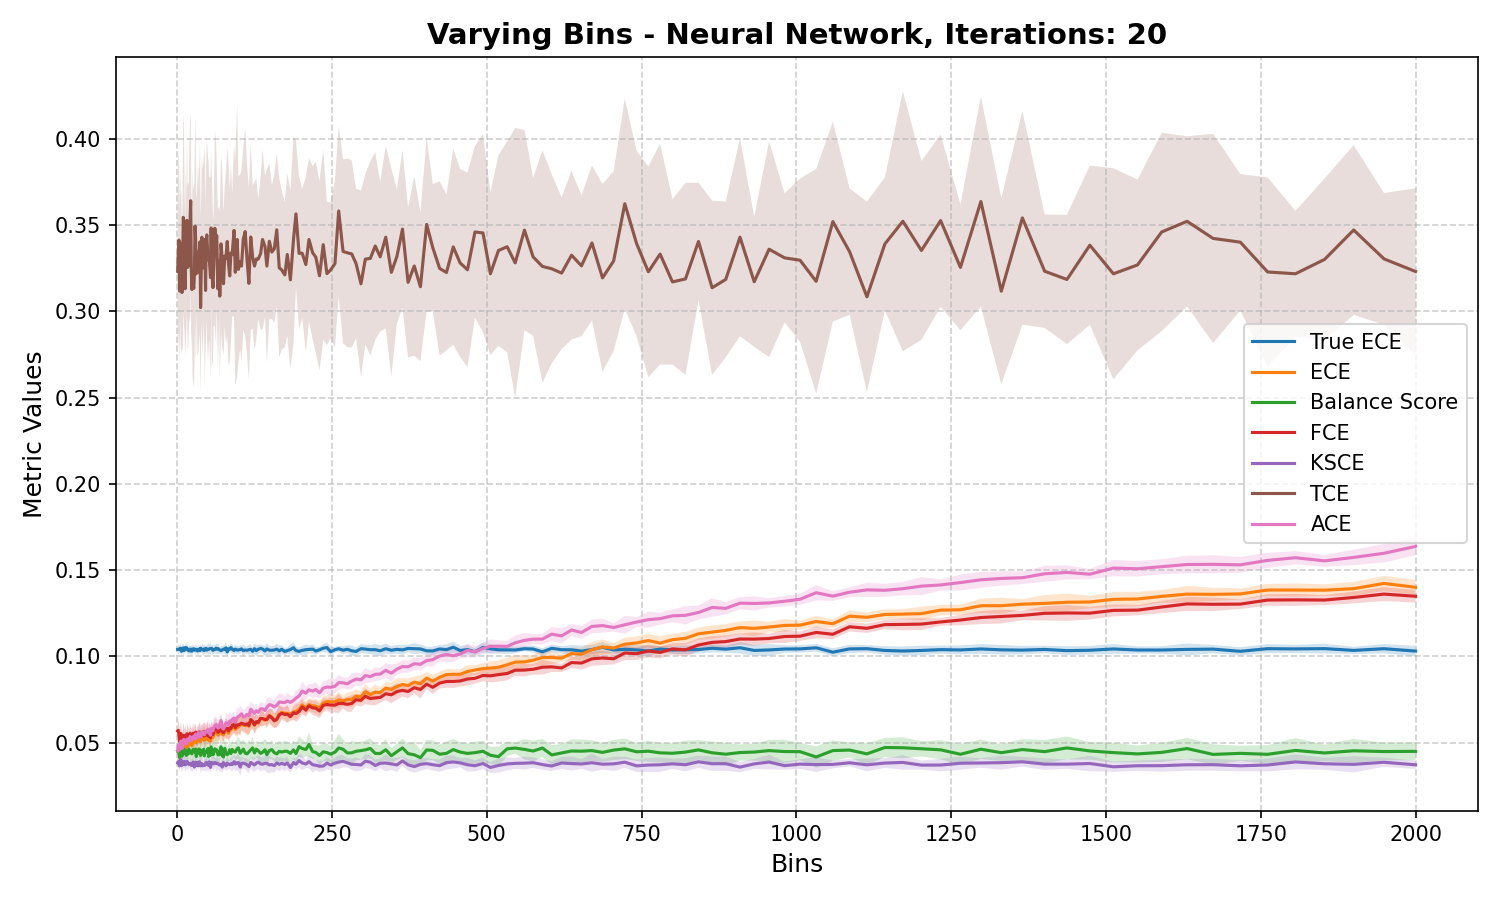 Varying Bins - Neural Network, Iterations: 20
Metric Values
0.40
0.35
0.30
0.25
0.20
0.15
0.10
0.05
True ECE
ECE
Balance Score
FCE
KSCE
TCE
ACE
0 250 500 750 1000 1250 1500 1750 2000
Bins